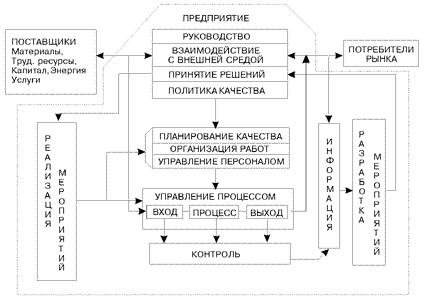 ПРЕДПРИЯТИЕ
ПОСТАВЩИКИ
Материалы,
Труд. ресурсы,
Капитал, Энергия
Услуги
РУКОВОДСТВО
ВЗАИМОДЕЙСТВИЕ
С ВНЕШНЕЙ СРЕДОЙ
ПРИНЯТИЕ РЕШЕНИЙ
ПОЛИТИКА КАЧЕСТВА
ПОТРЕБИТЕЛИ
РЫНКА
РЕАЛИЗАЦИЯ
МЕРОПРИЯТИЙ
ПЛАНИРОВАНИЕ КАЧЕСТВА
ОРГАНИЗАЦИЯ РАБОТ
УПРАВЛЕНИЕ ПЕРСОНАЛОМ
УПРАВЛЕНИЕ ПРОЦЕССОМ
ВХОД
ПРОЦЕСС
ВЫХОД
КОНТРОЛЬ
ИНФОРМАЦИЯ
РАЗРАБОТКА
МЕРОПРИЯТИЙ